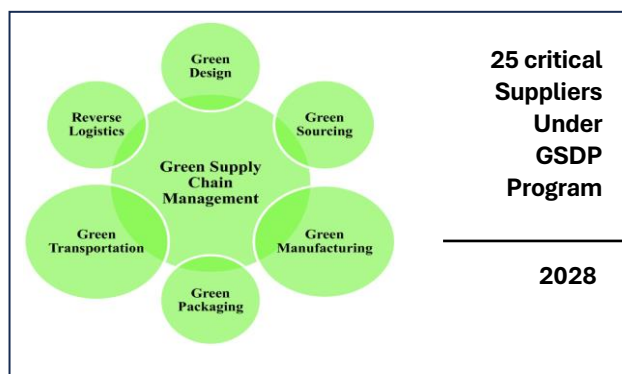 Green
Design
Reverse
Logistics
Green
Sourcing
Green Supply
Chain
Management
Green
Transportation
Green
Manufacturing
Green
Packaging
25 critical
Suppliers
Under
GSDP
Program
2028